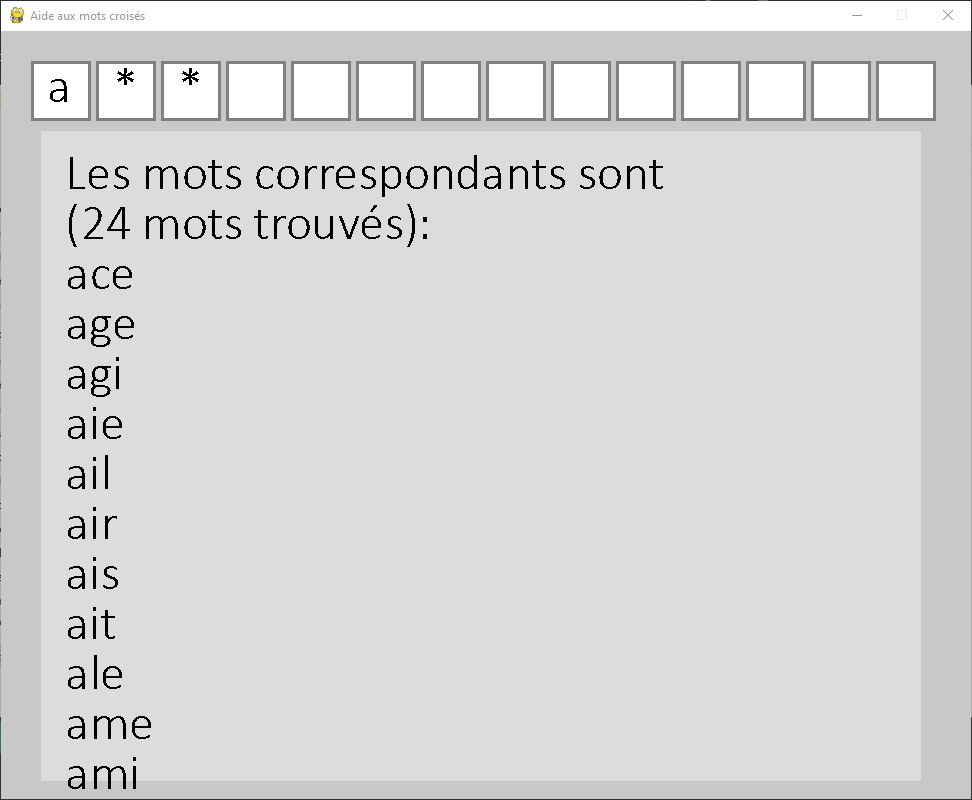 Aide aux mots croisés
a * *
Les mots correspondants sont
(24 mots trouvés):
ace
age
agi
aie
ail
air
ais
ait
ale
ame
ami